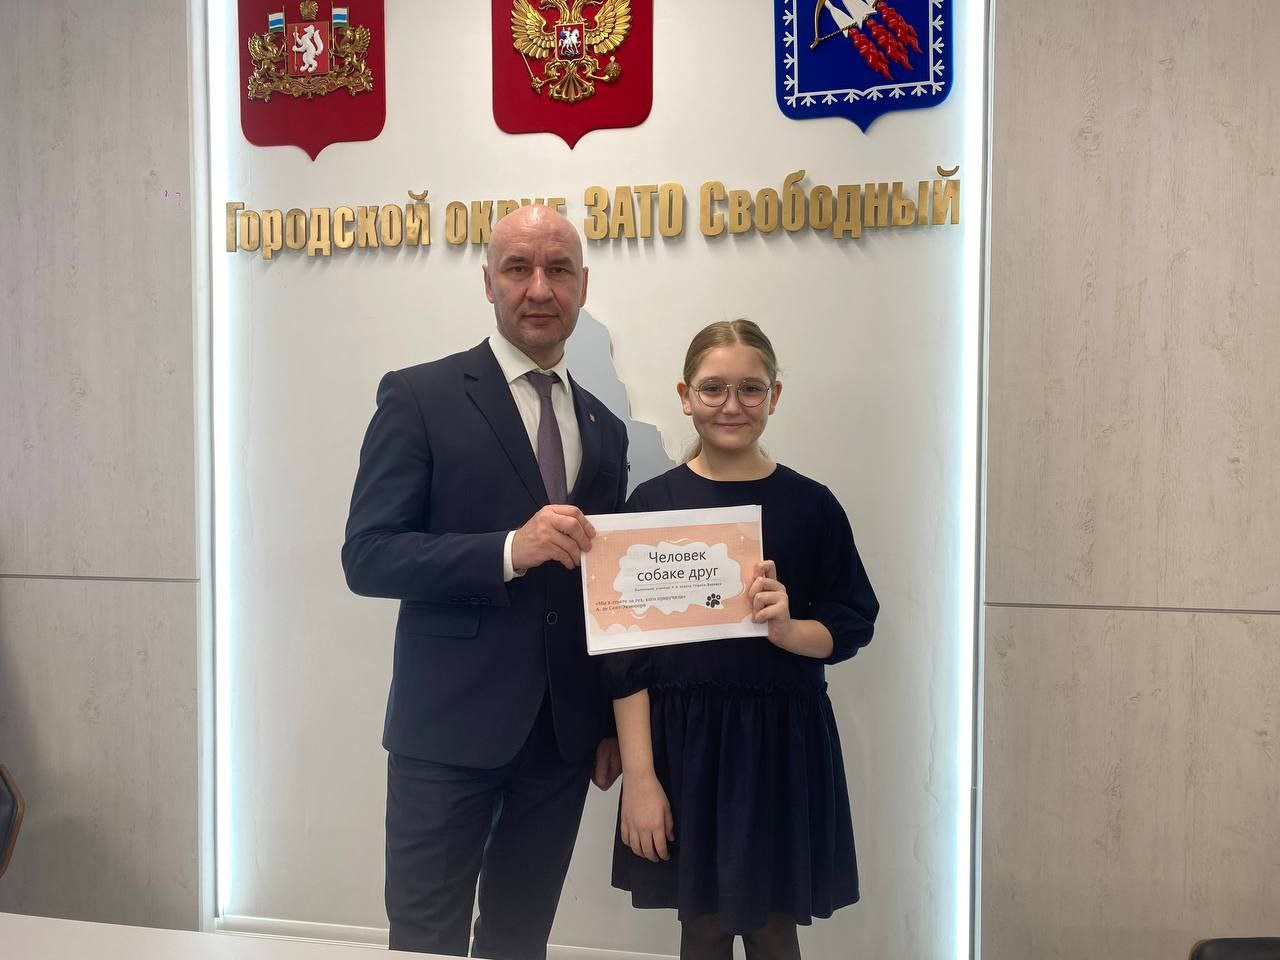 Городской округ ЗАТО Свободный
Человек
собаке друг
«Мы в ответе за тех, кого приручили»
А. де Сент-Экзюпери